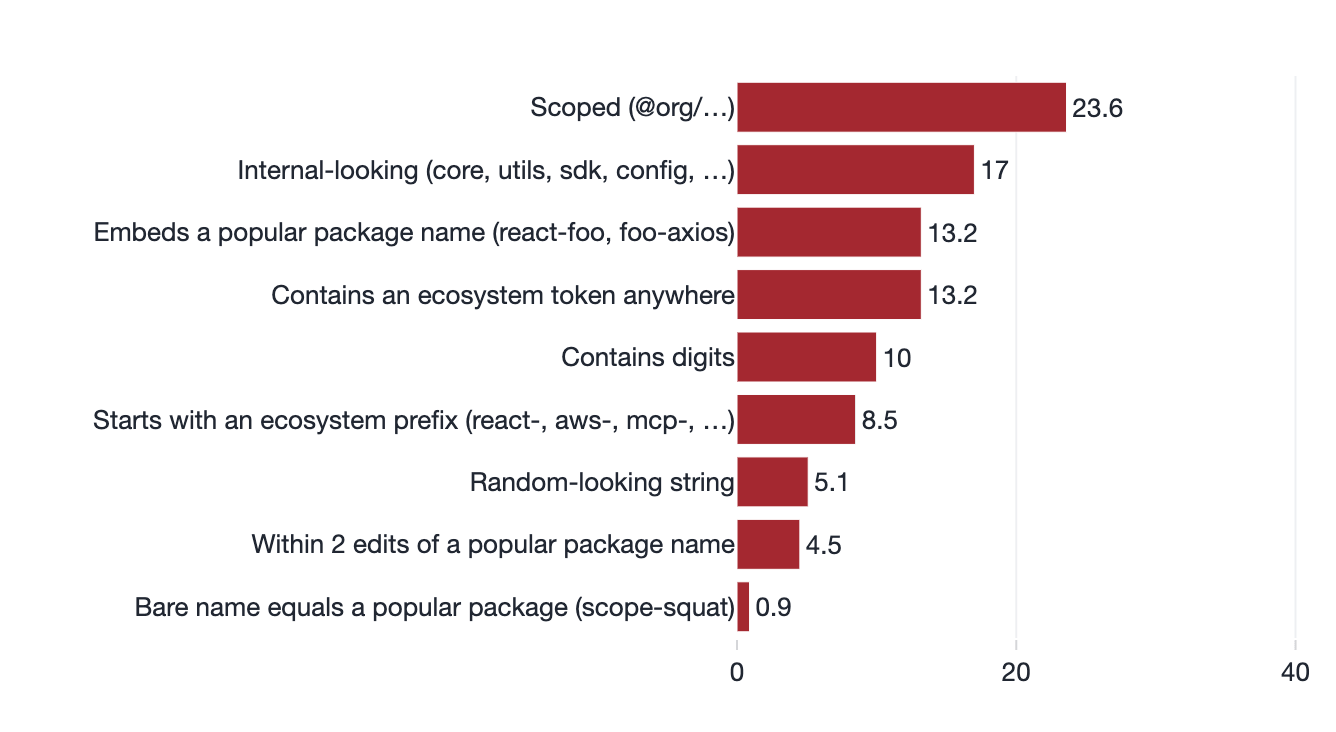 Scoped (@org/…) 23.6
Internal-looking (core, utils, sdk, config, …) 17
Embeds a popular package name (react-foo, foo-axios) 13.2
Contains an ecosystem token anywhere 13.2
Contains digits 10
Starts with an ecosystem prefix (react-, aws-, mcp-, …) 8.5
Random-looking string 5.1
Within 2 edits of a popular package name 4.5
Bare name equals a popular package (scope-squat) 0.9
0 20 40